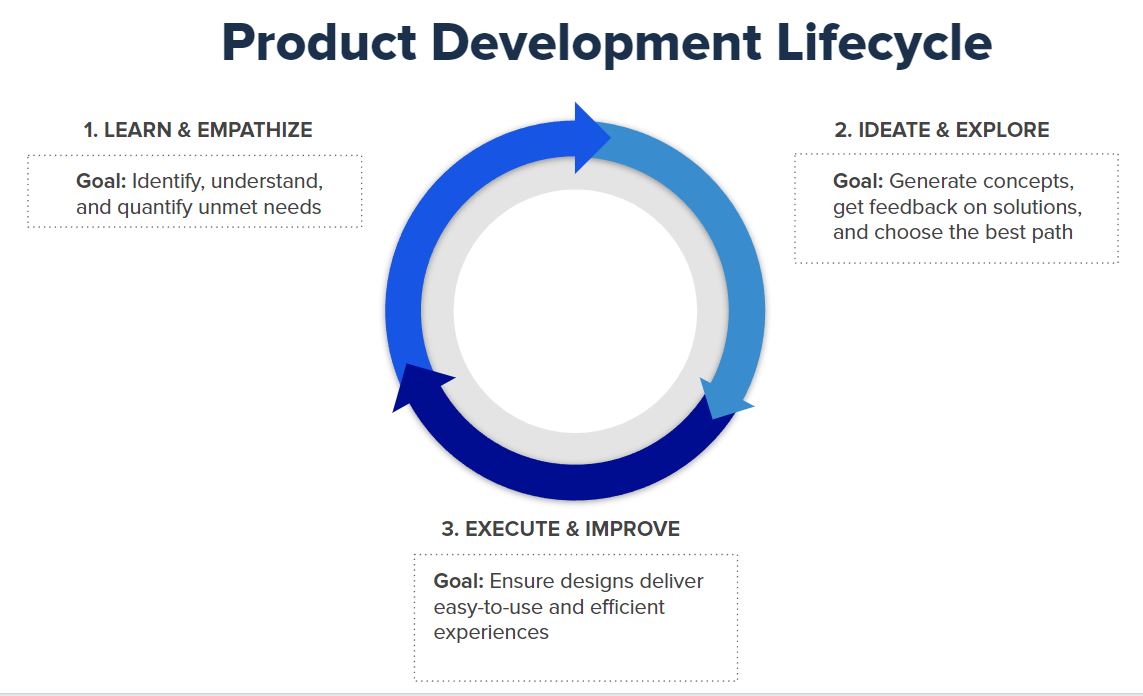 Product Development Lifecycle
1. LEARN & EMPATHIZE
Goal: Identify, understand,
and quantify unmet needs
2. IDEATE & EXPLORE
Goal: Generate concepts,
get feedback on solutions,
and choose the best path
3. EXECUTE & IMPROVE
Goal: Ensure designs deliver
easy-to-use and efficient
experiences